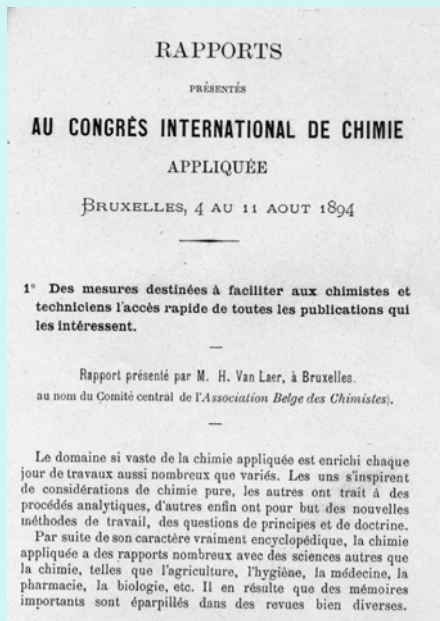 RAPPORTS
PRÉSENTÉS
AU CONGRÈS INTERNATIONAL DE CHIMIE
APPLIQUÉE
BRUXELLES, 4 AU 11 AOUT 1894
1° Des mesures destinées à faciliter aux chimistes et
techniciens l'accès rapide de toutes les publications qui
les intéressent.
Rapport présenté par M. H. Van Laer, à Bruxelles.
au nom du Comité central de l'Association Belge des Chimistes).
Le domaine si vaste de la chimie appliquée est enrichi chaque
jour de travaux aussi nombreux que variés. Les uns s'inspirent
de considérations de chimie pure, les autres ont trait à des
procédés analytiques, d'autres enfin ont pour but des nouvelles
méthodes de travail, des questions de principes et de doctrine.
Par suite de son caractère vraiment encyclopédique, la chimie
appliquée a des rapports nombreux avec des sciences autres que
la chimie, telles que l'agriculture, l'hygiène, la médecine, la
pharmacie, la biologie, etc. Il en résulte que des mémoires
importants sont éparpillés dans des revues bien diverses.